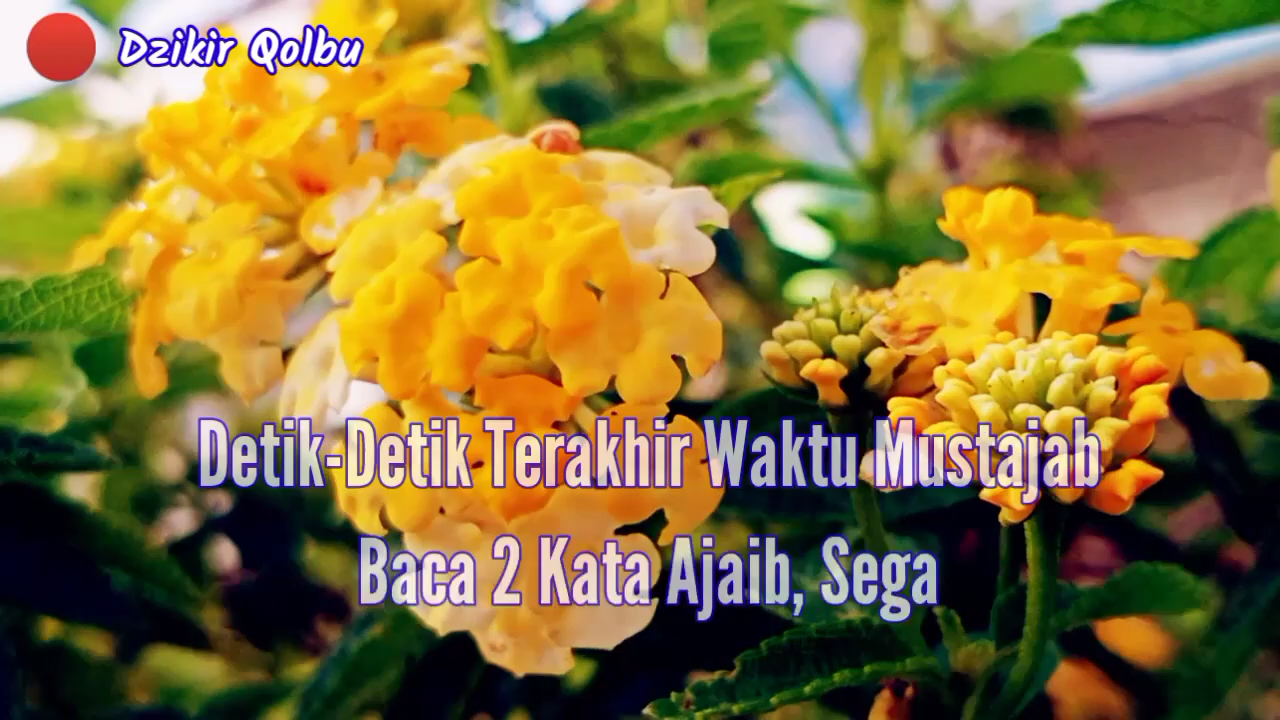 Dzikir Qolbu
Detik-Detik Terakhir Waktu Mustajab
Baca 2 Kata Ajaib, Sega